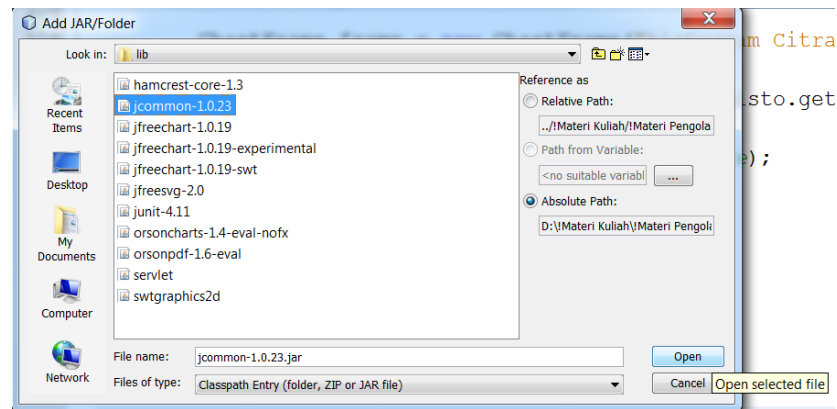 Add JAR/Folder
am Citra
Look in:
lib
sto.get
);
Recent
Items
Desktop
My
Documents
Computer
Network
hamcrest-core-1.3
jcommon-1.0.23
jfreechart-1.0.19
jfreechart-1.0.19-experimental
jfreechart-1.0.19-swt
jfreesvg-2.0
junit-4.11
orsoncharts-1.4-eval-nofx
orsonpdf-1.6-eval
servlet
swtgraphics2d
Reference as
Relative Path:
../!Materi Kuliah/!Materi Pengola
Path from Variable:
<no suitable variabl
...
Absolute Path:
D:\!Materi Kuliah\!Materi Pengola
File name:
jcommon-1.0.23.jar
Open
Files of type:
Classpath Entry (folder, ZIP or JAR file)
Cancel
Open selected file